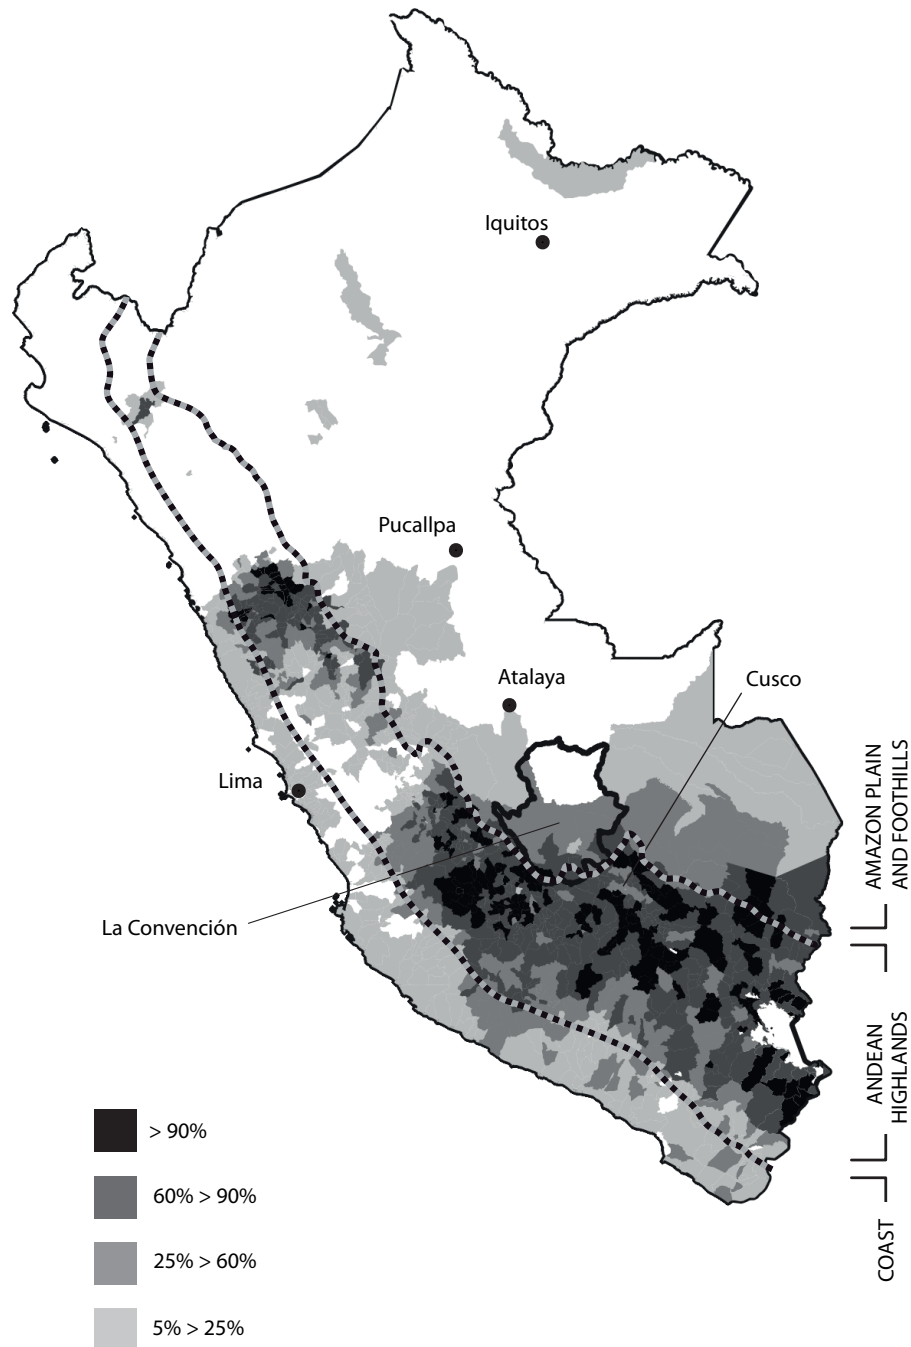 Iquitos
Pucallpa
Atalaya
Cusco
Lima
La Convención
AMAZON PLAIN
AND FOOTHILLS
ANDEAN
HIGHLANDS
COAST
> 90%
60% > 90%
25% > 60%
5% > 25%